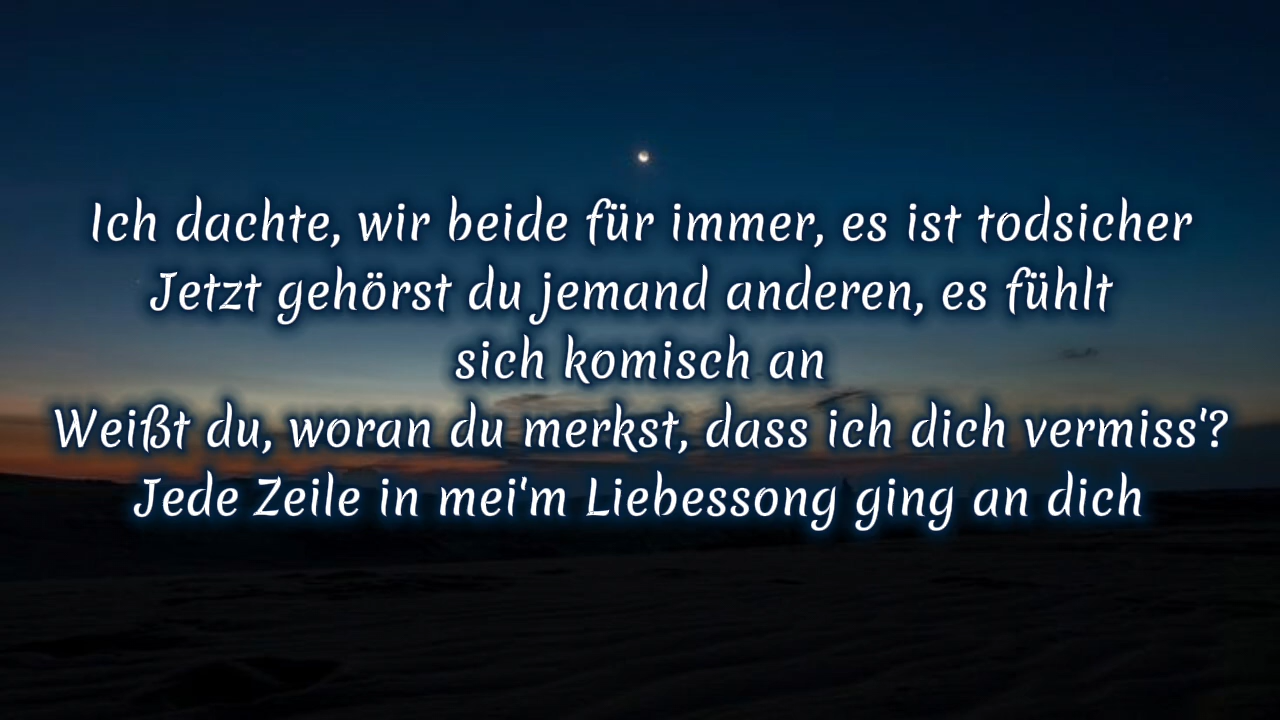 Ich dachte, wir beide für immer, es ist todsicher
Jetzt gehörst du jemand anderen, es fühlt
sich komisch an
Weißt du, woran du merkst, dass ich dich vermiss'?
Jede Zeile in mei'm Liebessong ging an dich